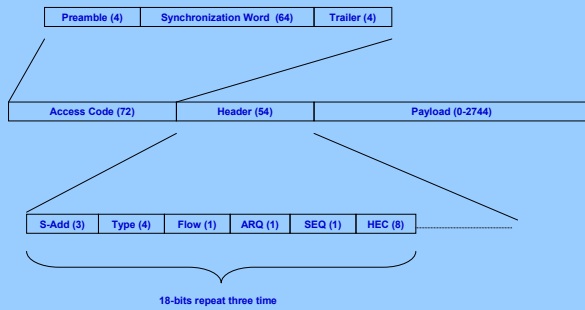 Preamble (4) Synchronization Word (64) Trailer (4)
Access Code (72) Header (54) Payload (0-2744)
S-Add (3) Type (4) Flow (1) ARQ (1) SEQ (1) HEC (8)
18-bits repeat three time